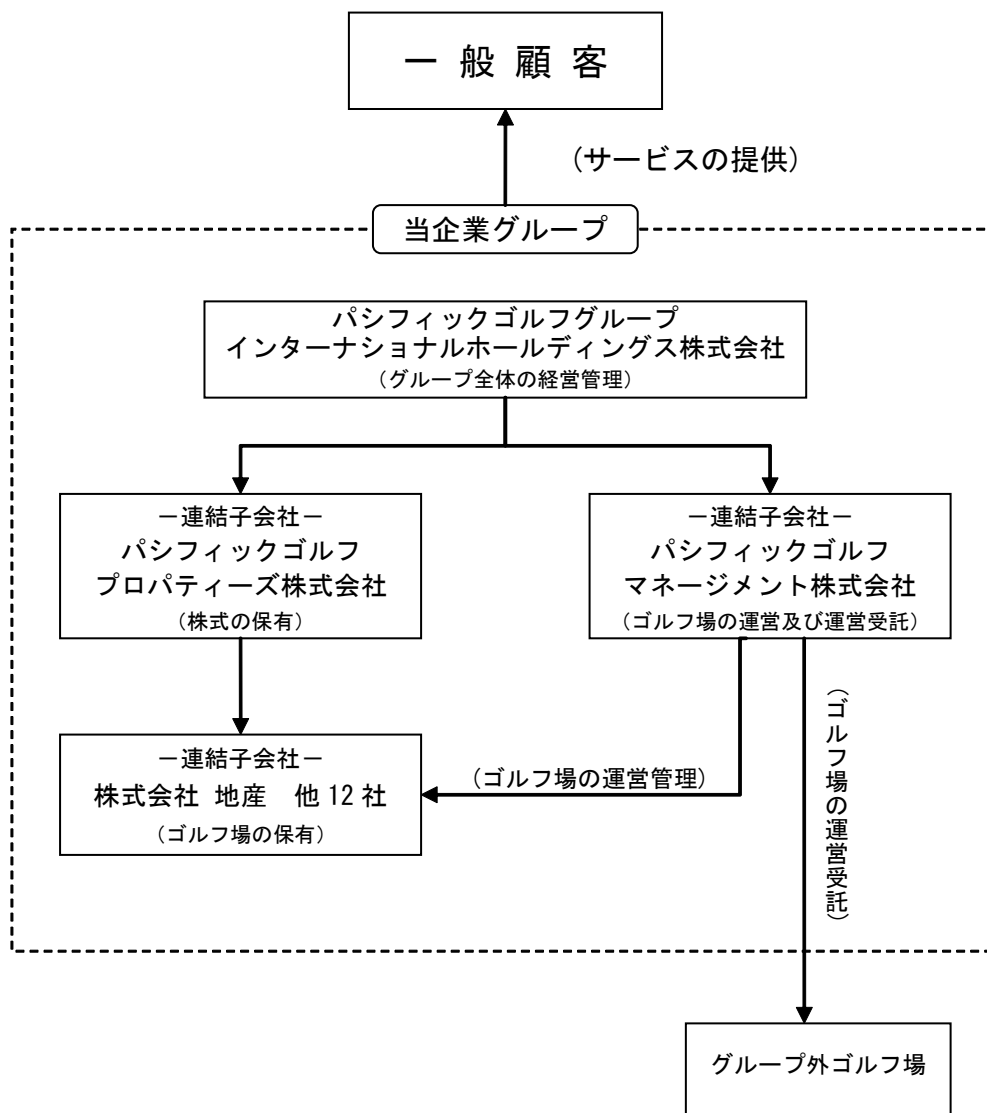 一 般 顧 客
（サービスの提供）
当企業グループ
パシフィックゴルフグループ
インターナショナルホールディングス株式会社
（グループ全体の経営管理）
－連結子会社－
パシフィックゴルフ
プロパティーズ株式会社
（株式の保有）
－連結子会社－
パシフィックゴルフ
マネージメント株式会社
（ゴルフ場の運営及び運営受託）
－連結子会社－
株式会社 地産　他 12 社
（ゴルフ場の保有）
（ゴルフ場の運営管理）
（ゴルフ場の運営受託）
グループ外ゴルフ場